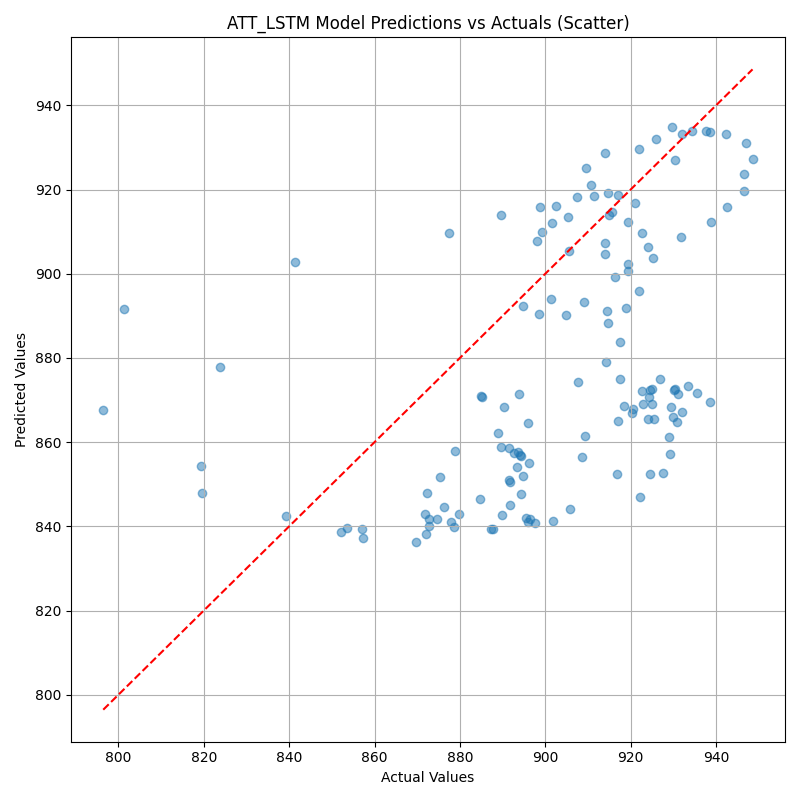 ATT_LSTM Model Predictions vs Actuals (Scatter)
Predicted Values
940
920
900
880
860
840
820
800
800 820 840 860 880 900 920 940
Actual Values